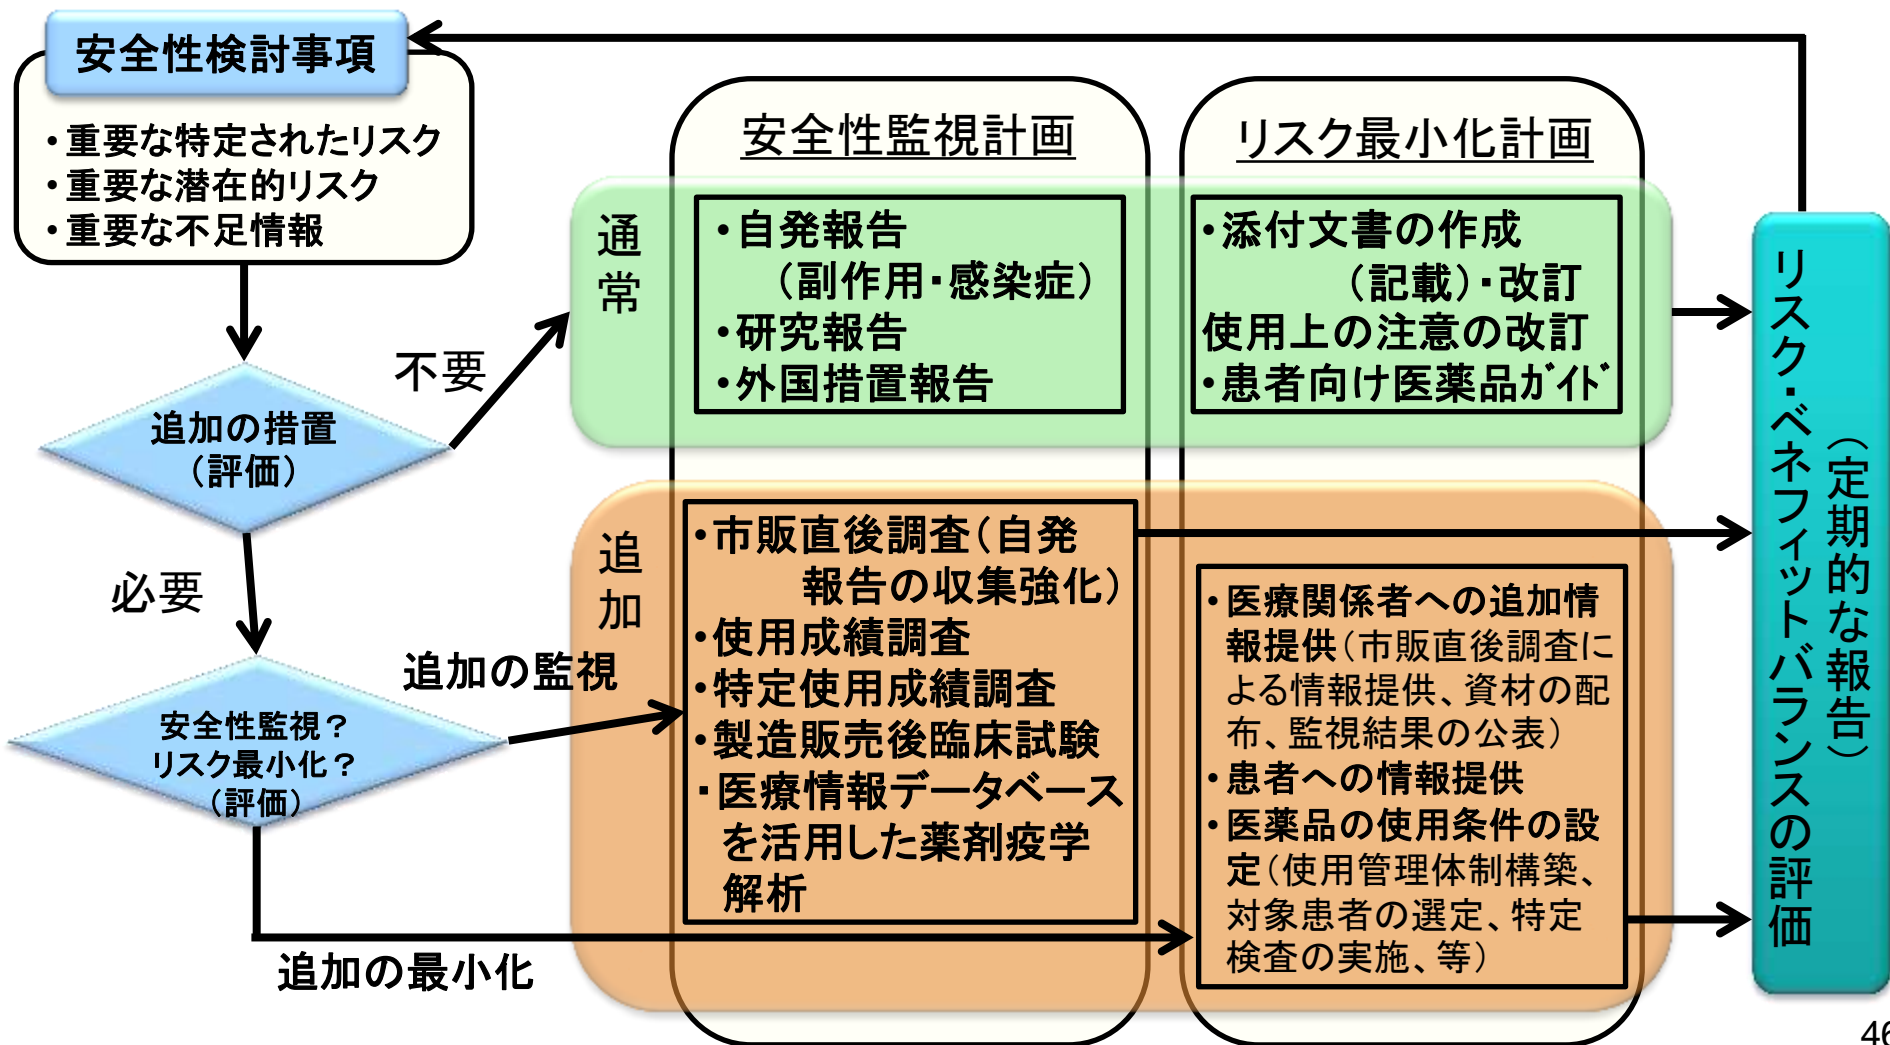 安全性検討事項
・重要な特定されたリスク
・重要な潜在的リスク
・重要な不足情報
追加の措置
(評価)
不要
必要
安全性監視?
リスク最小化?
(評価)
追加の監視
追加の最小化
安全性監視計画
リスク最小化計画
通常
・自発報告
(副作用・感染症)
・研究報告
・外国措置報告
・添付文書の作成
(記載)・改訂
使用上の注意の改訂
・患者向け医薬品ガイド
追加
・市販直後調査(自発
報告の収集強化)
・使用成績調査
・特定使用成績調査
・製造販売後臨床試験
・医療情報データベース
を活用した薬剤疫学
解析
・医療関係者への追加情
報提供(市販直後調査に
よる情報提供、資材の配
布、監視結果の公表)
・患者への情報提供
・医薬品の使用条件の設
定(使用管理体制構築、
対象患者の選定、特定
検査の実施、等)
リスク・ベネフィットバランスの評価
(定期的な報告)
46